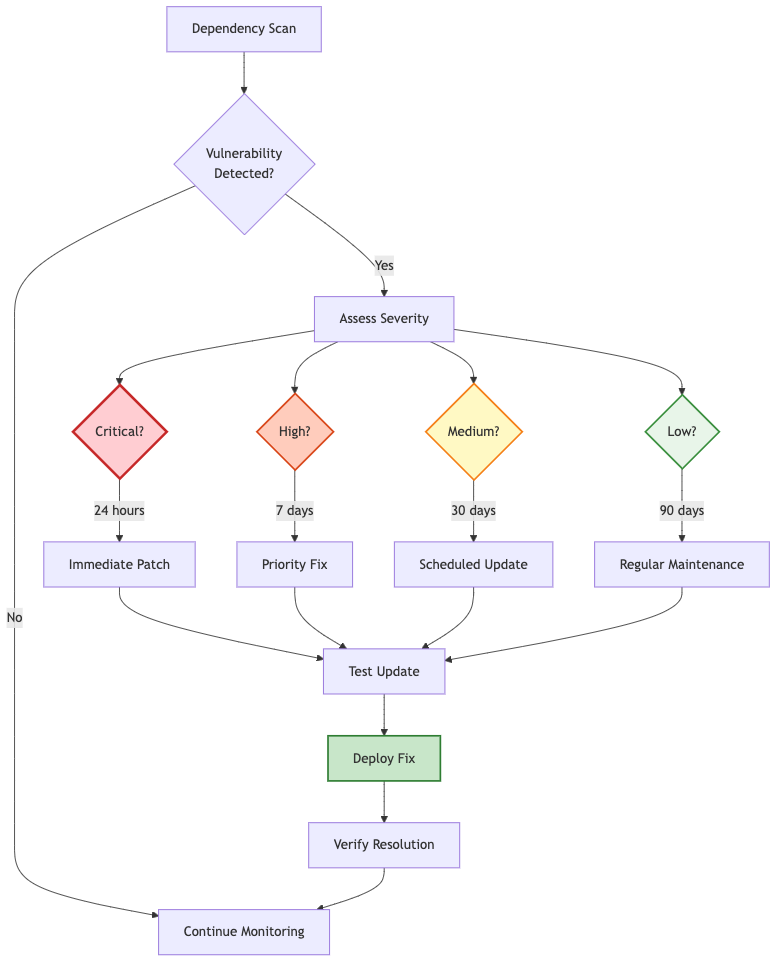 Dependency Scan
Vulnerability
Detected?
Yes
Assess Severity
Critical?
High?
Medium?
Low?
24 hours
7 days
30 days
90 days
Immediate Patch
Priority Fix
Scheduled Update
Regular Maintenance
No
Test Update
Deploy Fix
Verify Resolution
Continue Monitoring